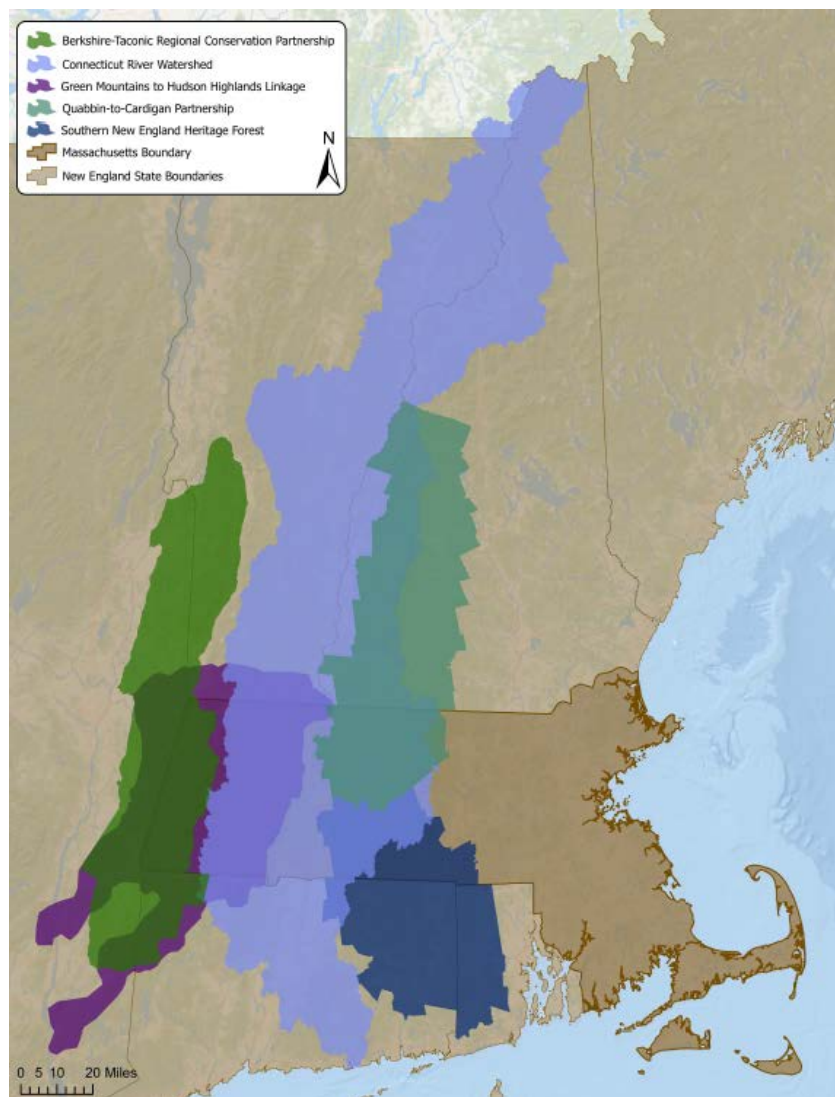 Berkshire-Taconic Regional Conservation Partnership
Connecticut River Watershed
Green Mountains to Hudson Highlands Linkage
Quabbin-to-Cardigan Partnership
Southern New England Heritage Forest
Massachusetts Boundary
New England State Boundaries
N
0 5 10 20 Miles